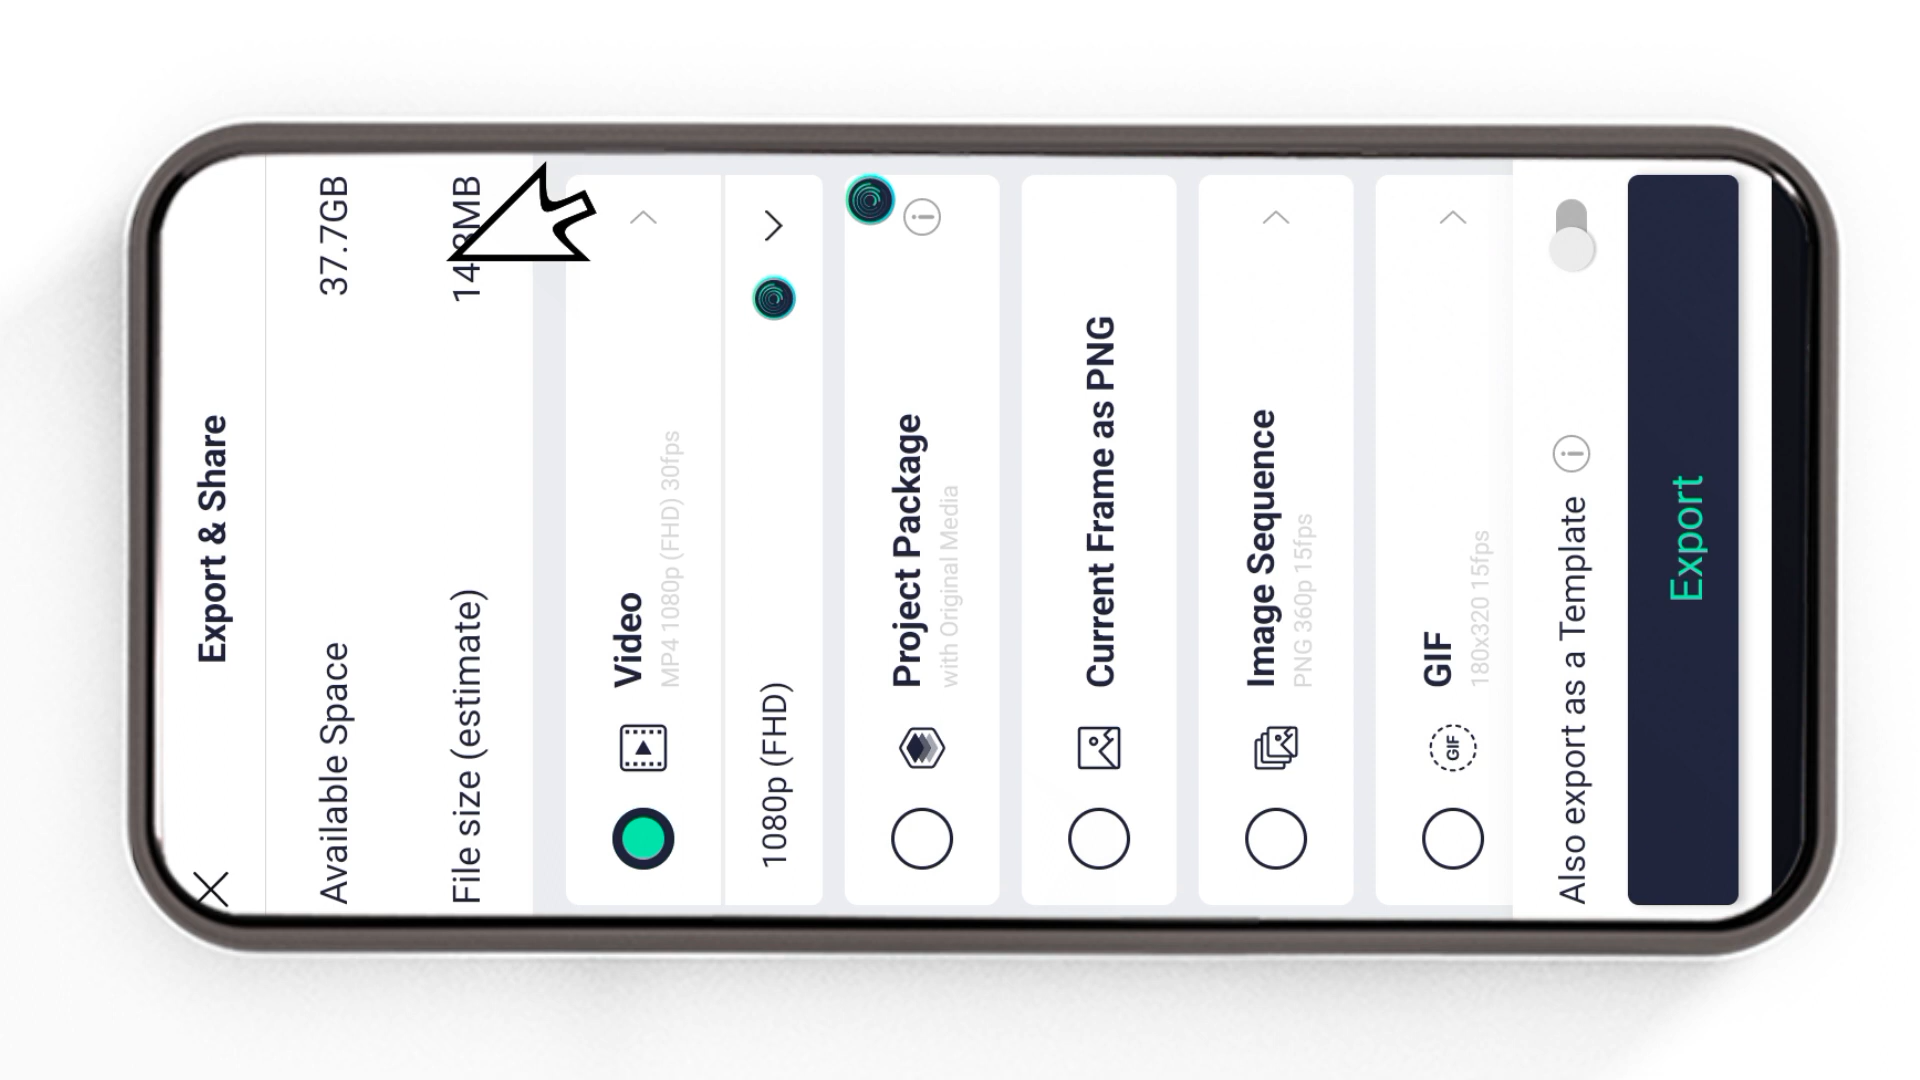 Export & Share
Available Space 37.7GB
File size (estimate)
Video
MP4 1080p (FHD) 30fps
1080p (FHD)
Project Package
with Original Media
Current Frame as PNG
Image Sequence
PNG 360p 15fps
GIF
GIF
180x320 15fps
Also export as a Template
Export